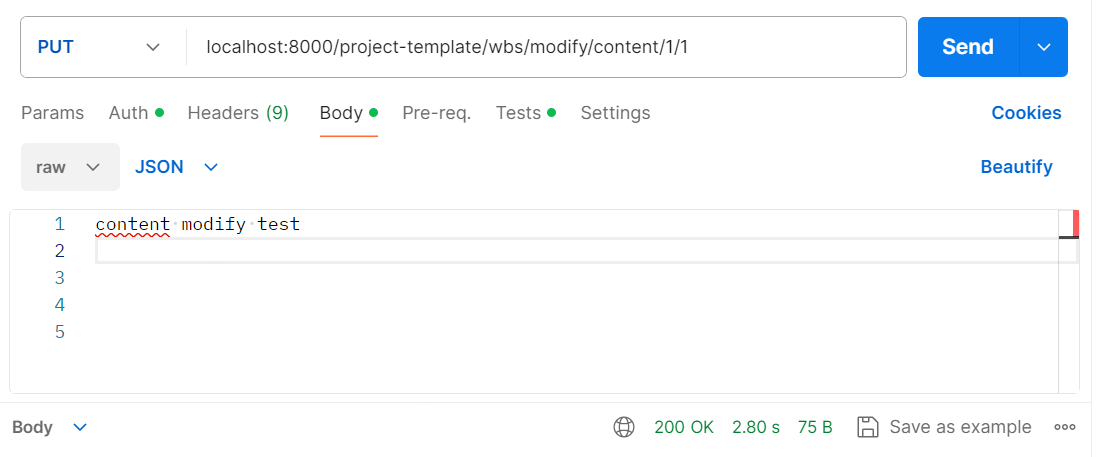 PUT localhost:8000/project-template/wbs/modify/content/1/1 Send
Params Auth Headers (9) Body Pre-req. Tests Settings Cookies
raw JSON Beautify
1 content modify test
2
3
4
5
Body 200 OK 2.80 s 75 B Save as example